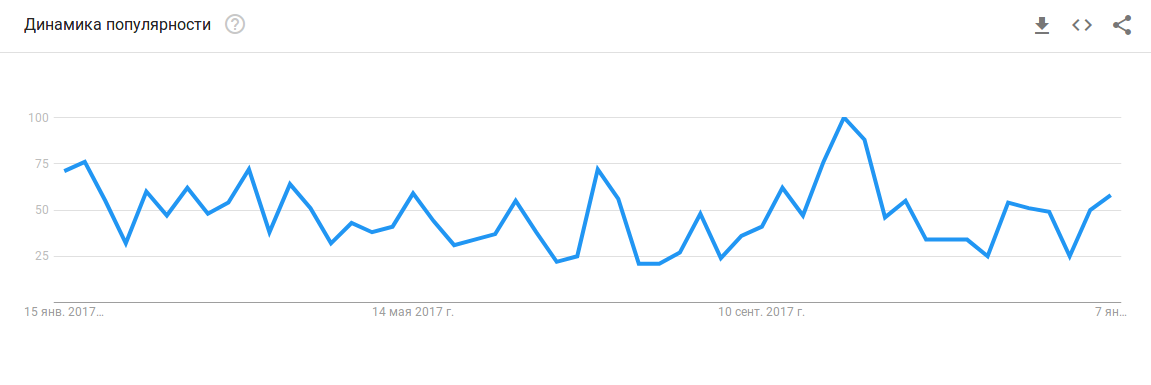 Динамика популярности ?
100
75
50
25
15 янв. 2017…
14 мая 2017 г.
10 сент. 2017 г.
7 ян…